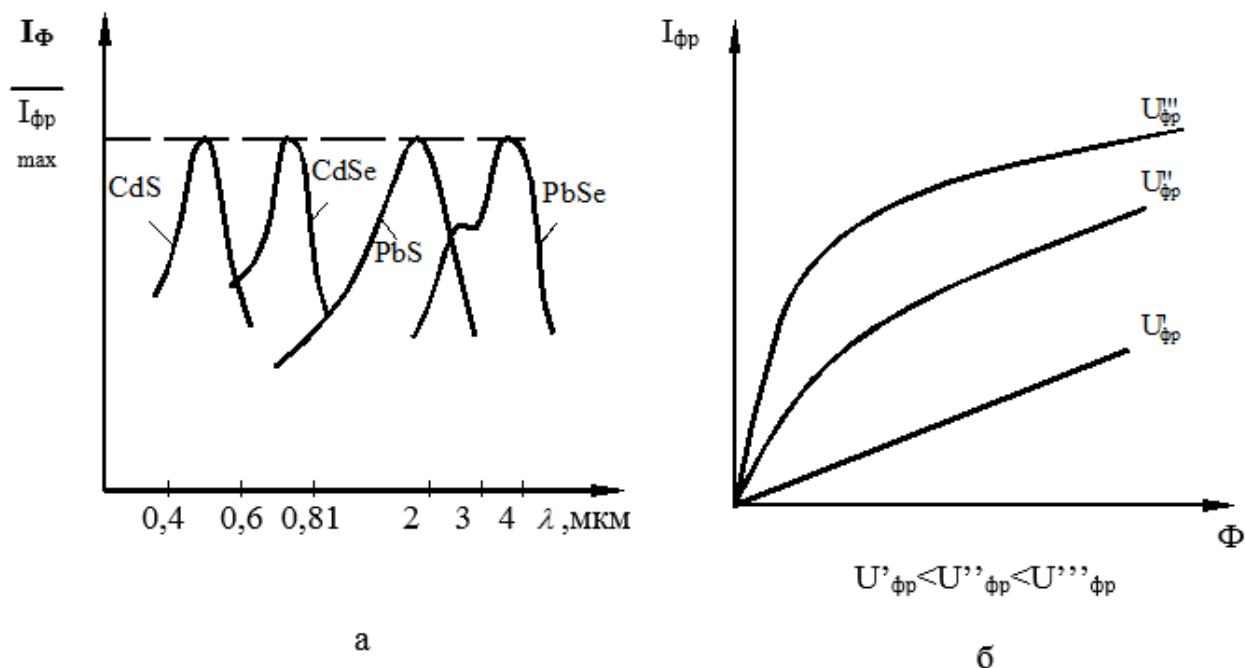 Iф
Iфр
max
CdS
CdSe
PbS
PbSe
0,4 0,6 0,81 2 3 4 λ ,мкм
а
Iфр
U'''фр
U''фр
U'фр
Ф
U’фр<U’’фр<U’’’фр
б